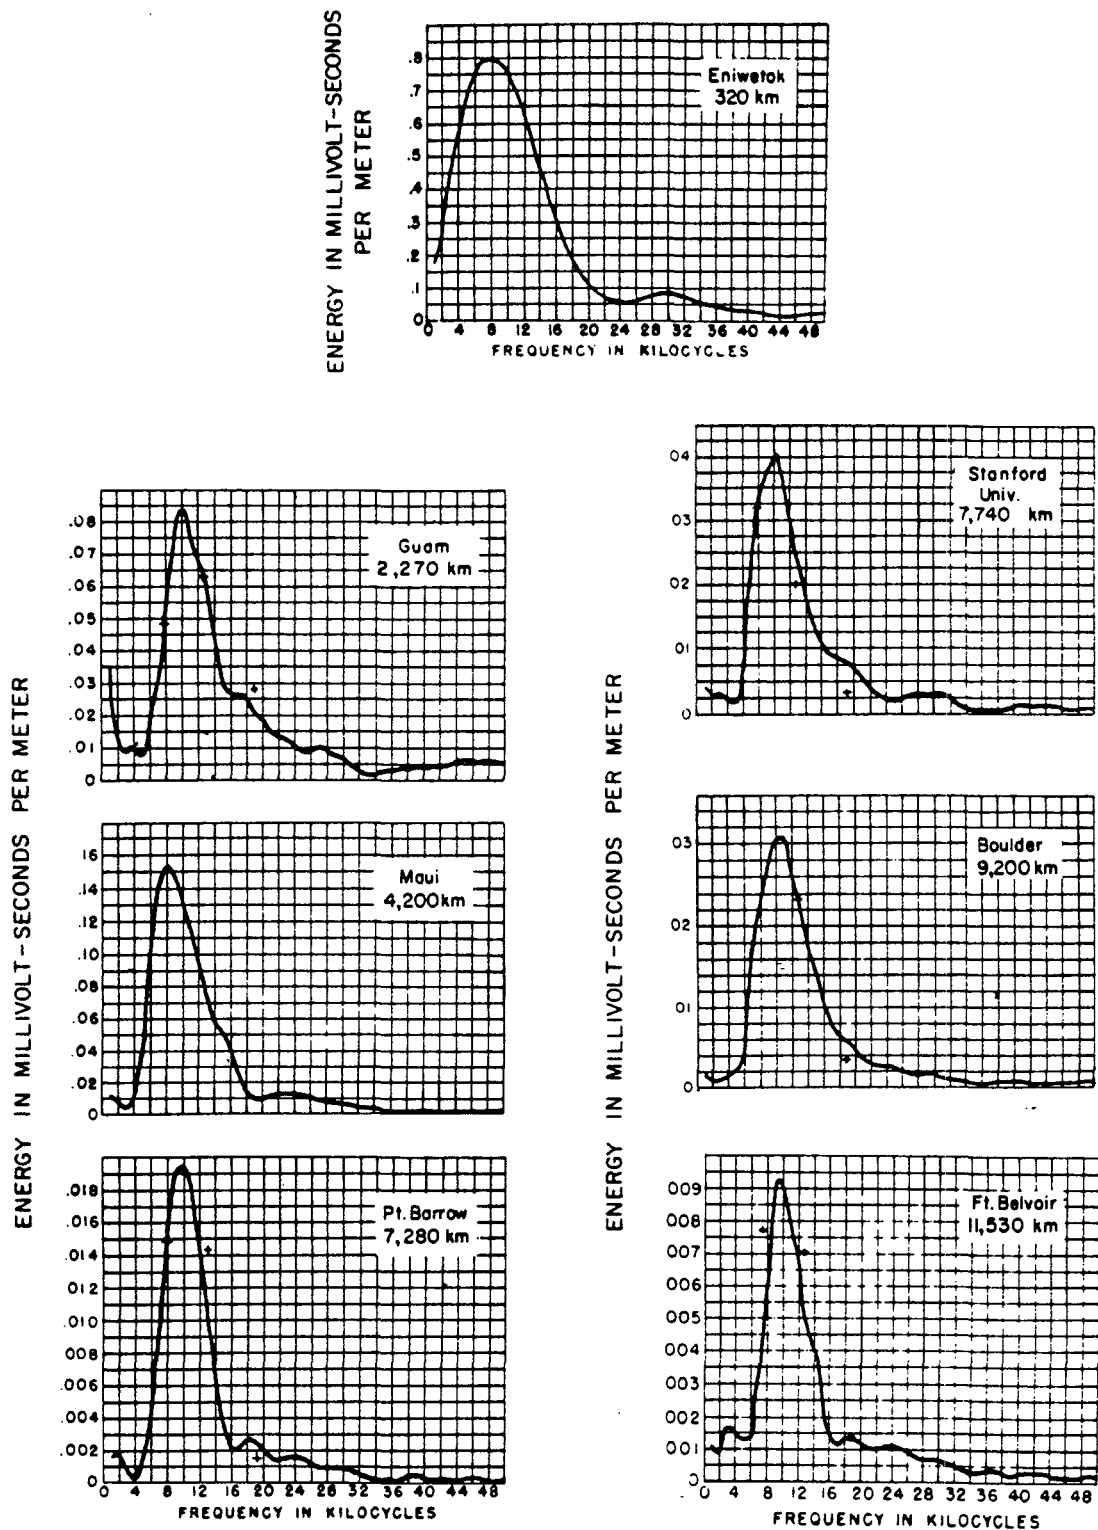 ENERGY IN MILLIVOLT-SECONDS
PER METER
.8
.7
.6
.5
.4
.3
.2
.1
0
Eniwetok
320 km
0 4 8 12 16 20 24 28 32 36 40 44 48
FREQUENCY IN KILOCYCLES
ENERGY IN MILLIVOLT-SECONDS PER METER
.08
.07
.06
.05
.04
.03
.02
.01
0
Guam
2,270 km
.16
.14
.12
.10
.08
.06
.04
.02
0
Maui
4,200 km
.018
.016
.014
.012
.010
.008
.006
.004
.002
0
Pt. Barrow
7,280 km
0 4 8 12 16 20 24 28 32 36 40 44 48
FREQUENCY IN KILOCYCLES
ENERGY IN MILLIVOLT-SECONDS PER METER
04
03
02
01
0
Stanford
Univ.
7,740 km
03
02
01
0
Boulder
9,200 km
009
008
007
006
005
004
003
002
001
0
Ft. Belvoir
11,530 km
0 4 8 12 16 20 24 28 32 36 40 44 48
FREQUENCY IN KILOCYCLES